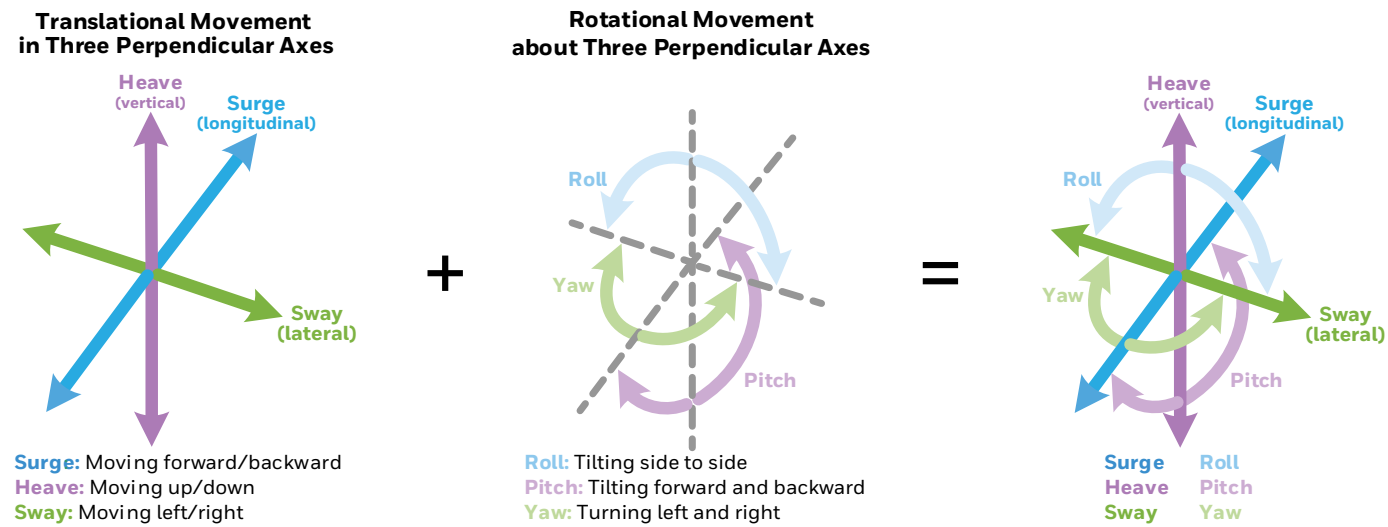 Translational Movement
in Three Perpendicular Axes
Heave
(vertical)
Surge
(longitudinal)
Sway
(lateral)
Surge: Moving forward/backward
Heave: Moving up/down
Sway: Moving left/right
+
Rotational Movement
about Three Perpendicular Axes
Roll
Yaw
Pitch
Roll: Tilting side to side
Pitch: Tilting forward and backward
Yaw: Turning left and right
=
Heave
(vertical)
Surge
(longitudinal)
Roll
Yaw
Sway
(lateral)
Pitch
Surge Roll
Heave Pitch
Sway Yaw